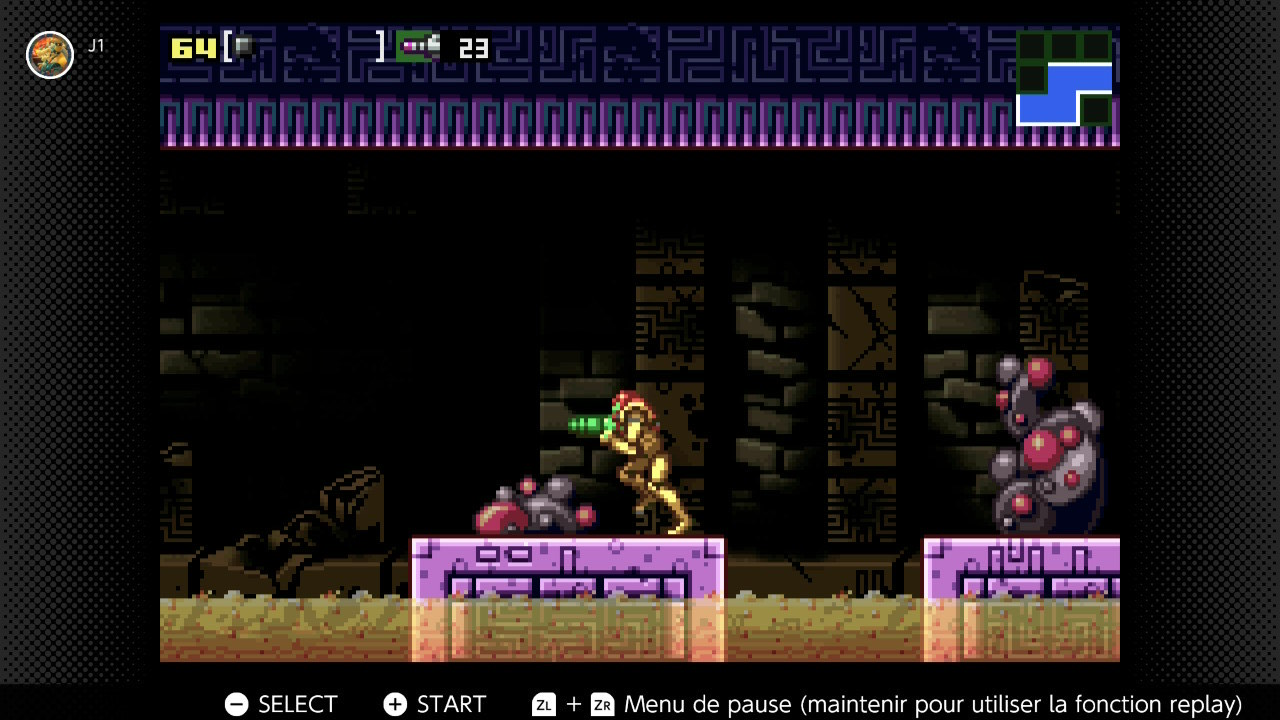 J1
64
23
SELECT
START
ZL + ZR Menu de pause (maintenir pour utiliser la fonction replay)